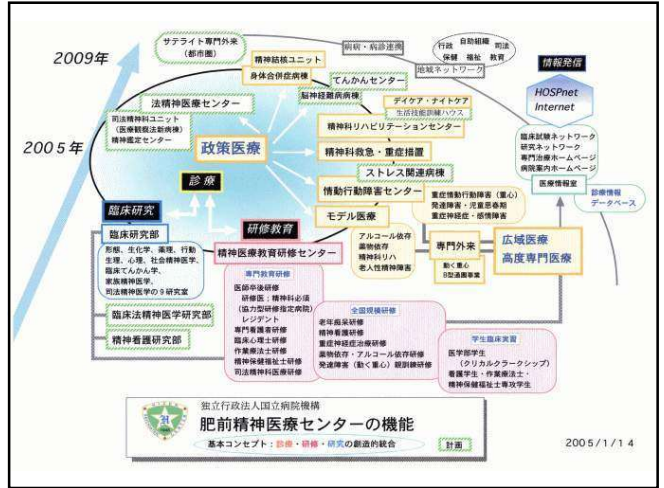 2009年
2005年
サテライト専門外来
(都市圏)
病病・病診連携
行政 自助組織 司法
保健 福祉 教育
地域ネットワーク
情報発信
HOSPnet
Internet
精神結核ユニット
身体合併症病棟
てんかんセンター
脳神経難病病棟
法精神医療センター
司法精神科ユニット
(医療観察法新病棟)
精神鑑定センター
政策医療
デイケア・ナイトケア
生活技能訓練ハウス
精神科リハビリテーションセンター
精神科救急・重症措置
ストレス関連病棟
情動行動障害センター
モデル医療
診療
臨床試験ネットワーク
研究ネットワーク
専門治療ホームページ
病院案内ホームページ
医療情報室
診療情報
データベース
重症情動行動障害(重心)
発達障害・児童思春期
重症神経症・感情障害
臨床研究
臨床研究部
形態、生化学、薬理、行動
生理、心理、社会精神医学、
臨床てんかん学、
家族精神医学、
司法精神医学の9研究室
臨床法精神医学研究部
精神看護研究部
研修教育
精神医療教育研修センター
アルコール依存
薬物依存
精神科リハ
老人性精神障害
専門外来
動く重心
B型通園事業
広域医療
高度専門医療
専門教育研修
医師卒後研修
研修医:精神科必須
(協力型研修指定病院)
レジデント
専門看護者研修
臨床心理士研修
作業療法士研修
精神保健福祉士研修
司法精神科医療研修
全国規模研修
老年痴呆研修
精神看護研修
重症神経症治療研修
薬物依存・アルコール依存研修
発達障害(動く重心)親訓練研修
学生臨床実習
医学部学生
(クリカルクラークシップ)
看護学生・作業療法士・
精神保健福祉士専攻学生
独立行政法人国立病院機構
肥前精神医療センターの機能
基本コンセプト:診療・研修・研究の創造的統合
計画
2005/1/14